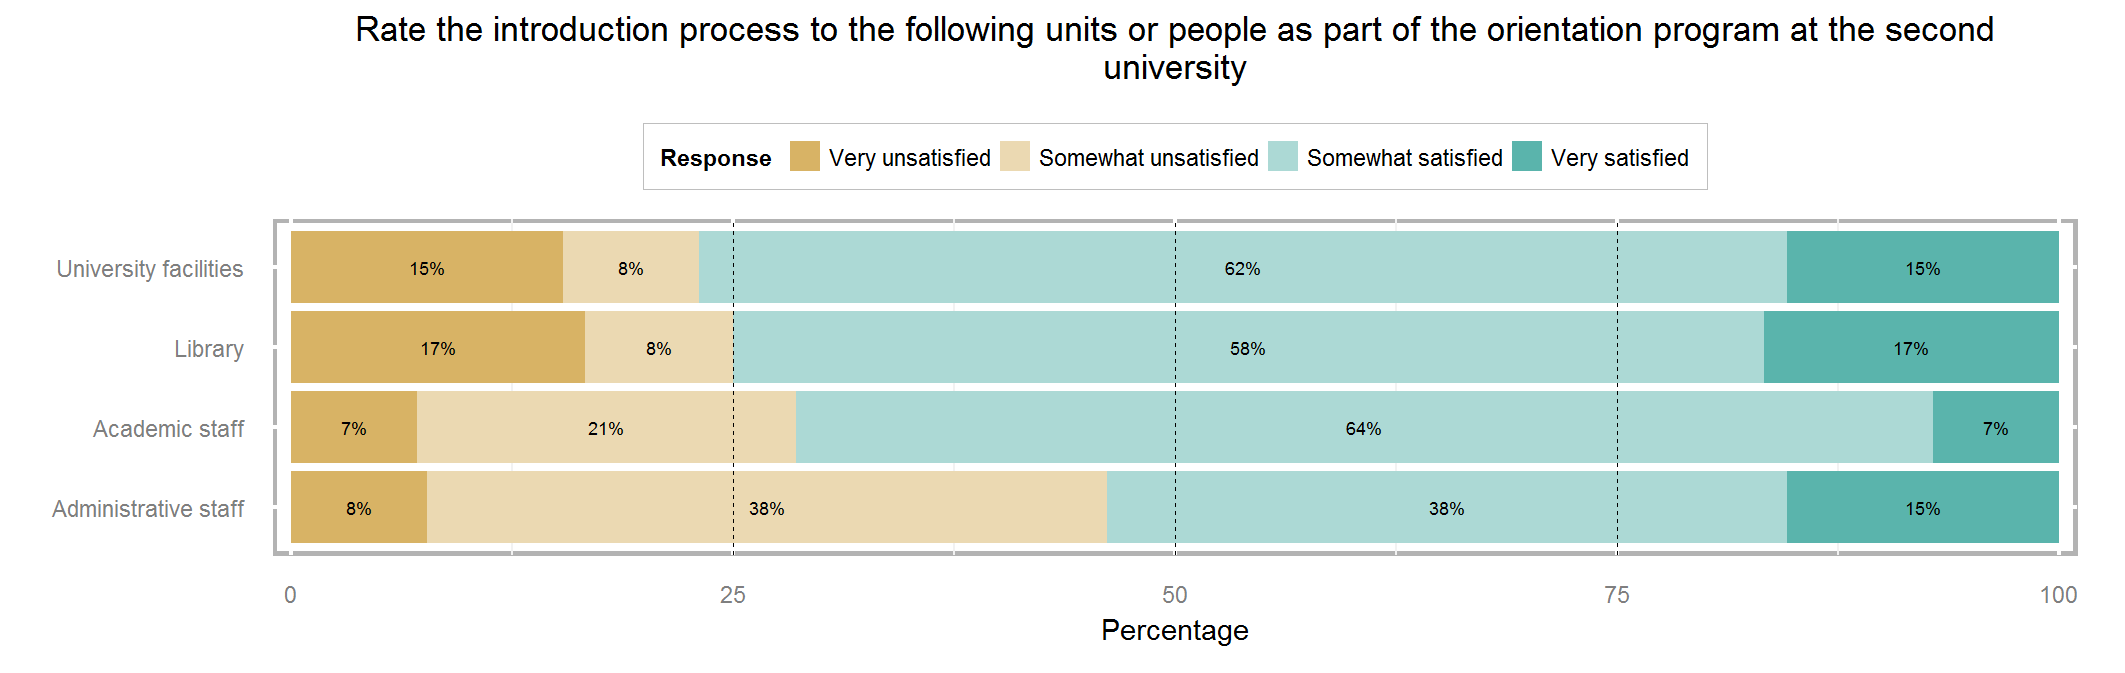 Rate the introduction process to the following units or people as part of the orientation program at the second
university
Response Very unsatisfied Somewhat unsatisfied Somewhat satisfied Very satisfied
University facilities 15% 8% 62% 15%
Library 17% 8% 58% 17%
Academic staff 7% 21% 64% 7%
Administrative staff 8% 38% 38% 15%
0 25 50 75 100
Percentage